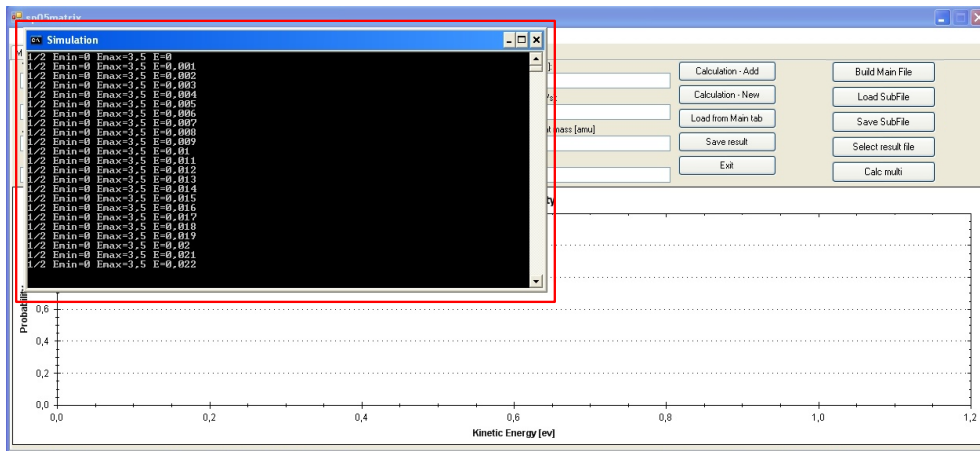 sp05matrix
Simulation
1/2 Emin=0 Emax=3,5 E=0
1/2 Emin=0 Emax=3,5 E=0,001
1/2 Emin=0 Emax=3,5 E=0,002
1/2 Emin=0 Emax=3,5 E=0,003
1/2 Emin=0 Emax=3,5 E=0,004
1/2 Emin=0 Emax=3,5 E=0,005
1/2 Emin=0 Emax=3,5 E=0,006
1/2 Emin=0 Emax=3,5 E=0,007
1/2 Emin=0 Emax=3,5 E=0,008
1/2 Emin=0 Emax=3,5 E=0,009
1/2 Emin=0 Emax=3,5 E=0,01
1/2 Emin=0 Emax=3,5 E=0,011
1/2 Emin=0 Emax=3,5 E=0,012
1/2 Emin=0 Emax=3,5 E=0,013
1/2 Emin=0 Emax=3,5 E=0,014
1/2 Emin=0 Emax=3,5 E=0,015
1/2 Emin=0 Emax=3,5 E=0,016
1/2 Emin=0 Emax=3,5 E=0,017
1/2 Emin=0 Emax=3,5 E=0,018
1/2 Emin=0 Emax=3,5 E=0,019
1/2 Emin=0 Emax=3,5 E=0,02
1/2 Emin=0 Emax=3,5 E=0,021
1/2 Emin=0 Emax=3,5 E=0,022
mass [amu]
Calculation - Add
Calculation - New
Load from Main tab
Save result
Exit
Build Main File
Load SubFile
Save SubFile
Select result file
Calc multi
0,6
0,4
0,2
0,0
0,0 0,2 0,4 0,6 0,8 1,0 1,2
Kinetic Energy [ev]